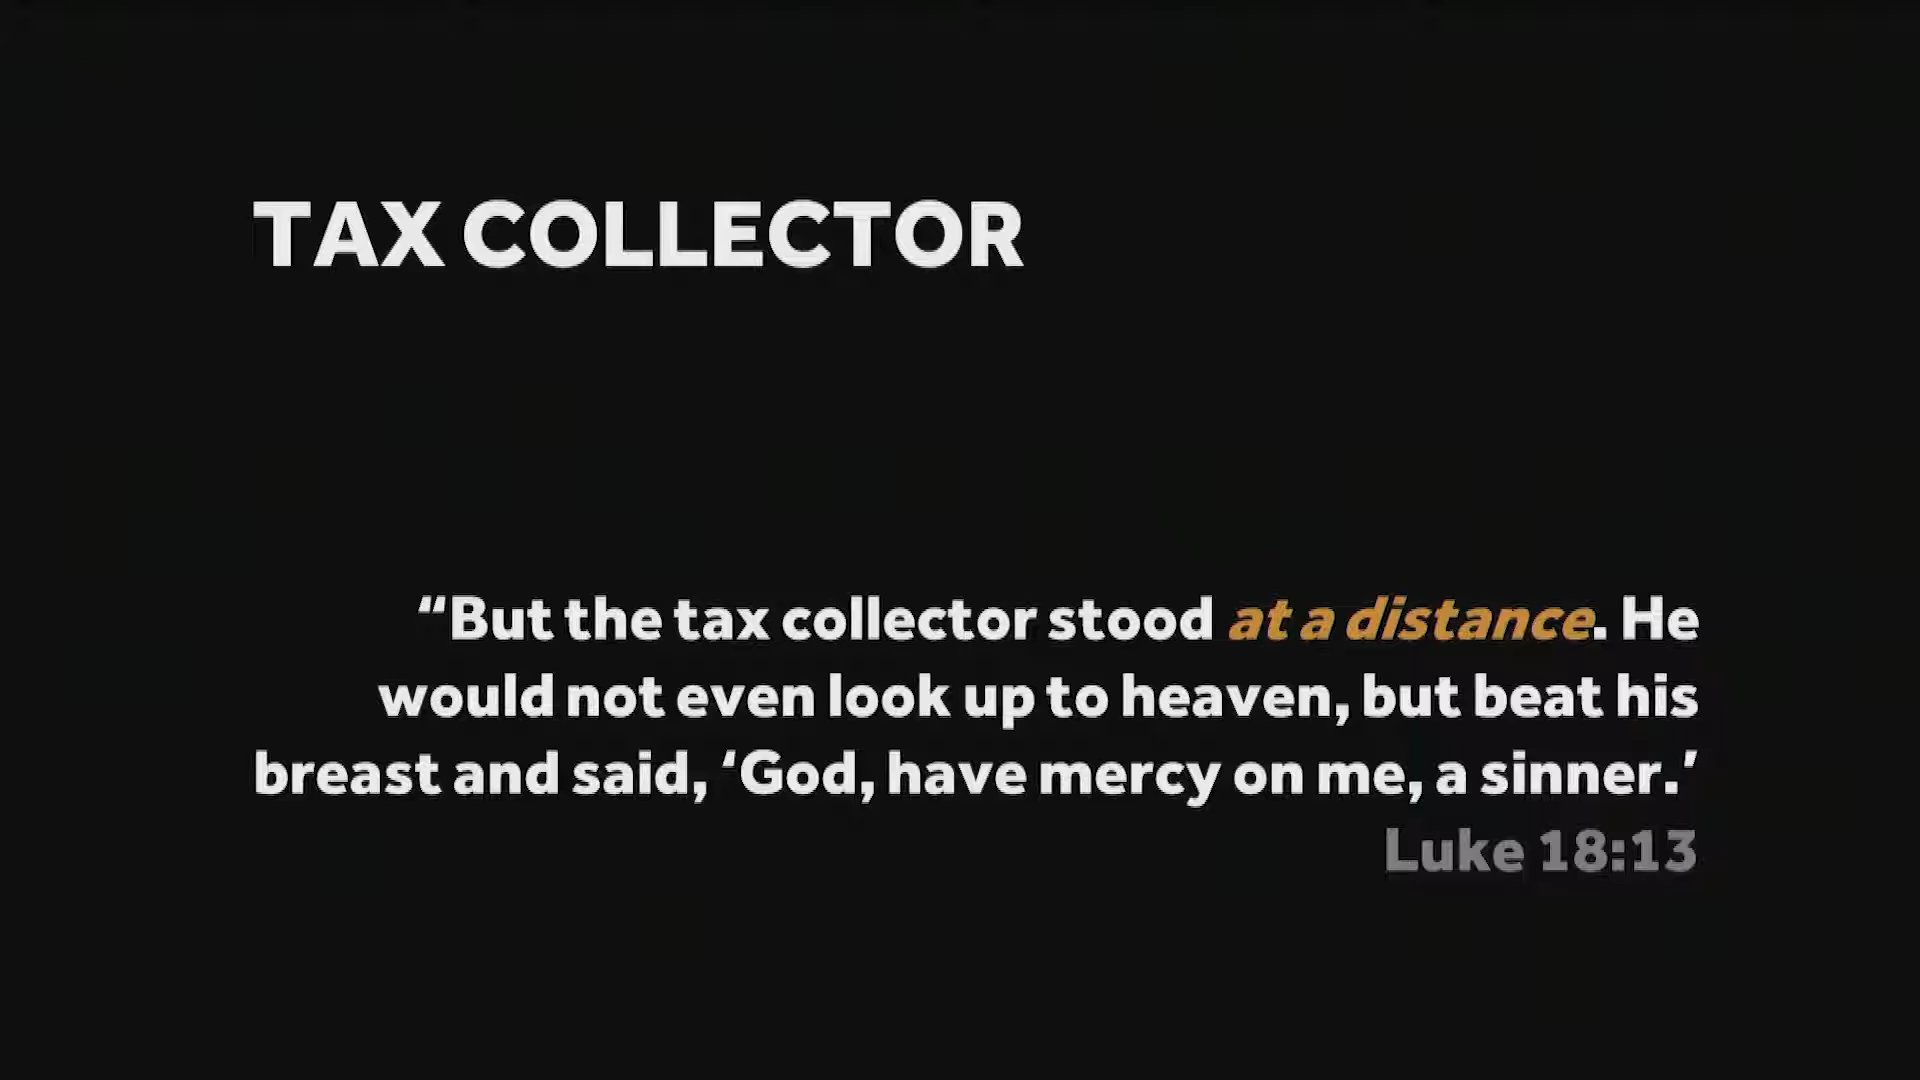 TAX COLLECTOR
“But the tax collector stood at a distance. He
would not even look up to heaven, but beat his
breast and said, ‘God, have mercy on me, a sinner.’
Luke 18:13